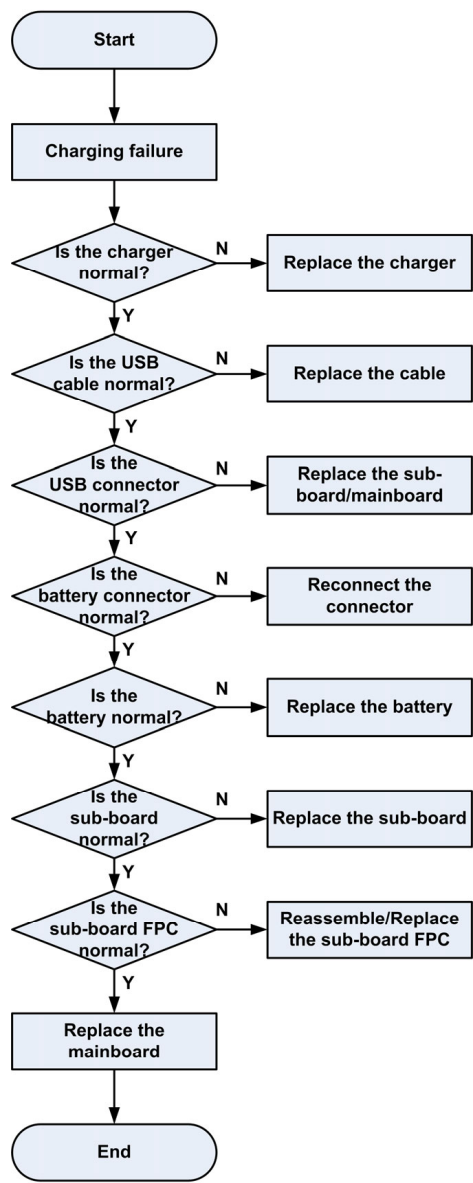 Start
Charging failure
Is the charger
normal?
N
Replace the charger
Y
Is the USB
cable normal?
N
Replace the cable
Y
Is the
USB connector
normal?
N
Replace the sub-
board/mainboard
Y
Is the
battery connector
normal?
N
Reconnect the
connector
Y
Is the
battery normal?
N
Replace the battery
Y
Is the
sub-board
normal?
N
Replace the sub-board
Y
Is the
sub-board FPC
normal?
N
Reassemble/Replace
the sub-board FPC
Y
Replace the
mainboard
End